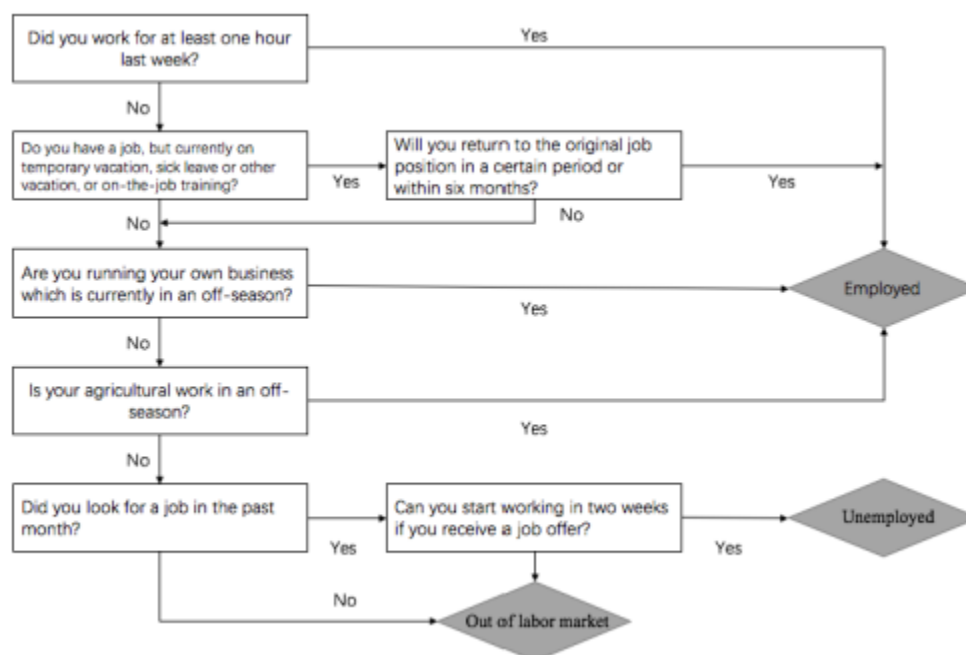 Did you work for at least one hour
last week?
Yes
No
Do you have a job, but currently on
temporary vacation, sick leave or other
vacation, or on-the-job training?
Yes
Will you return to the original job
position in a certain period or
within six months?
Yes
No
No
Are you running your own business
which is currently in an off-season?
Yes
Employed
No
Is your agricultural work in an off-
season?
Yes
No
Did you look for a job in the past
month?
Yes
Can you start working in two weeks
if you receive a job offer?
Yes
Unemployed
No
Out of labor market